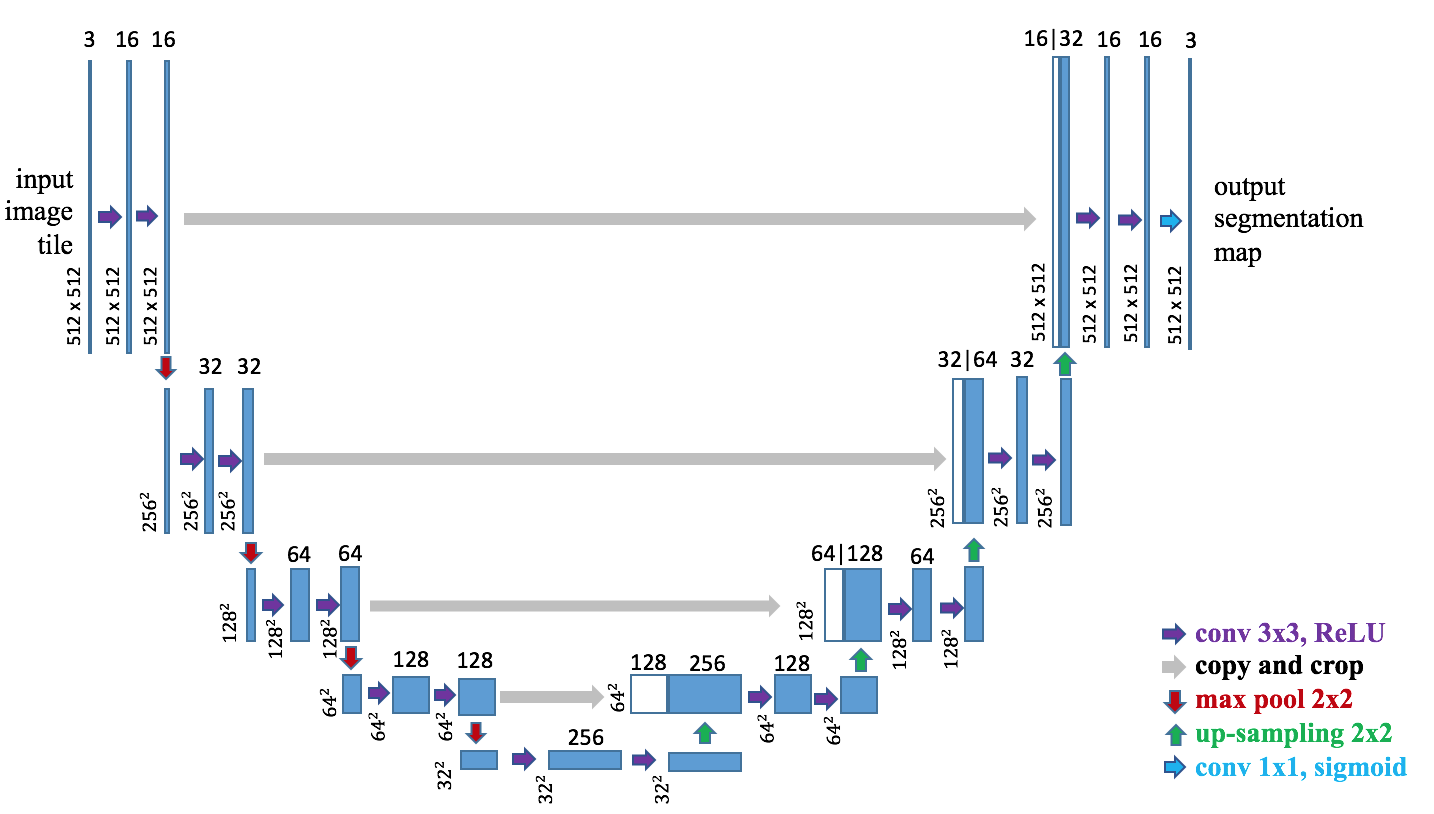 3 16 16
16|32 16 16 3
input
image
tile
512 x 512
512 x 512
512 x 512
512 x 512
512 x 512
512 x 512
512 x 512
output
segmentation
map
32 32
32|64 32
256²
256²
256²
256²
256²
256²
64 64
64|128 64
128²
128²
128²
128²
128²
128²
128 128
128 256 128
64²
64²
64²
64²
64²
64²
256
32²
32²
32²
conv 3x3, ReLU
copy and crop
max pool 2x2
up-sampling 2x2
conv 1x1, sigmoid